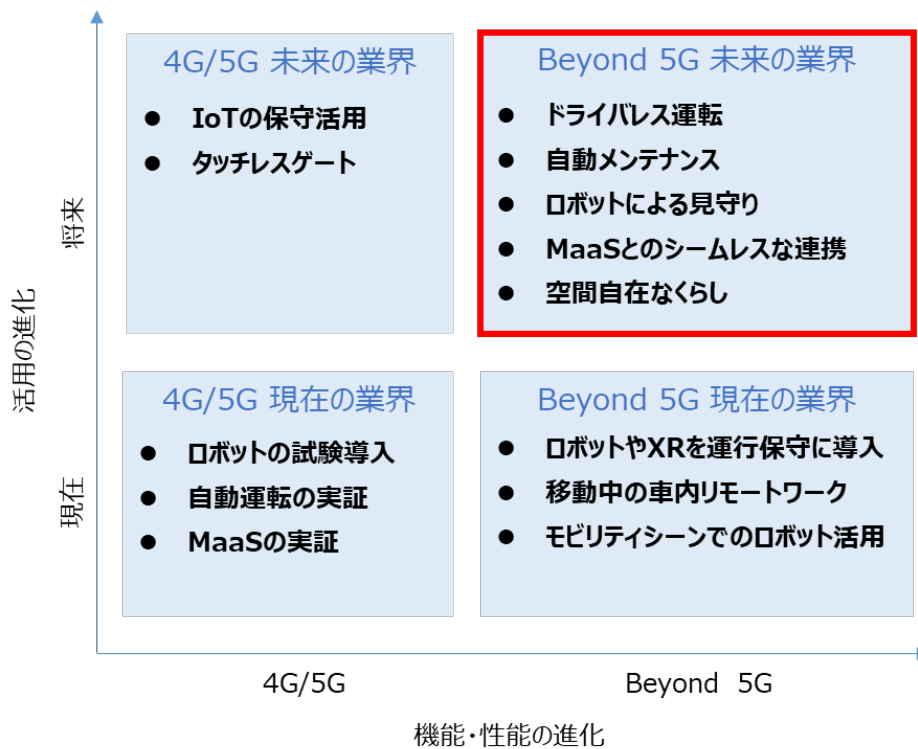 4G/5G 未来の業界
● IoTの保守活用
● タッチレスゲート
Beyond 5G 未来の業界
● ドライバレス運転
● 自動メンテナンス
● ロボットによる見守り
● MaaSとのシームレスな連携
● 空間自在なくらし
4G/5G 現在の業界
● ロボットの試験導入
● 自動運転の実証
● MaaSの実証
Beyond 5G 現在の業界
● ロボットやXRを運行保守に導入
● 移動中の車内リモートワーク
● モビリティシーンでのロボット活用
将来
活用の進化
現在
4G/5G
Beyond 5G
機能・性能の進化